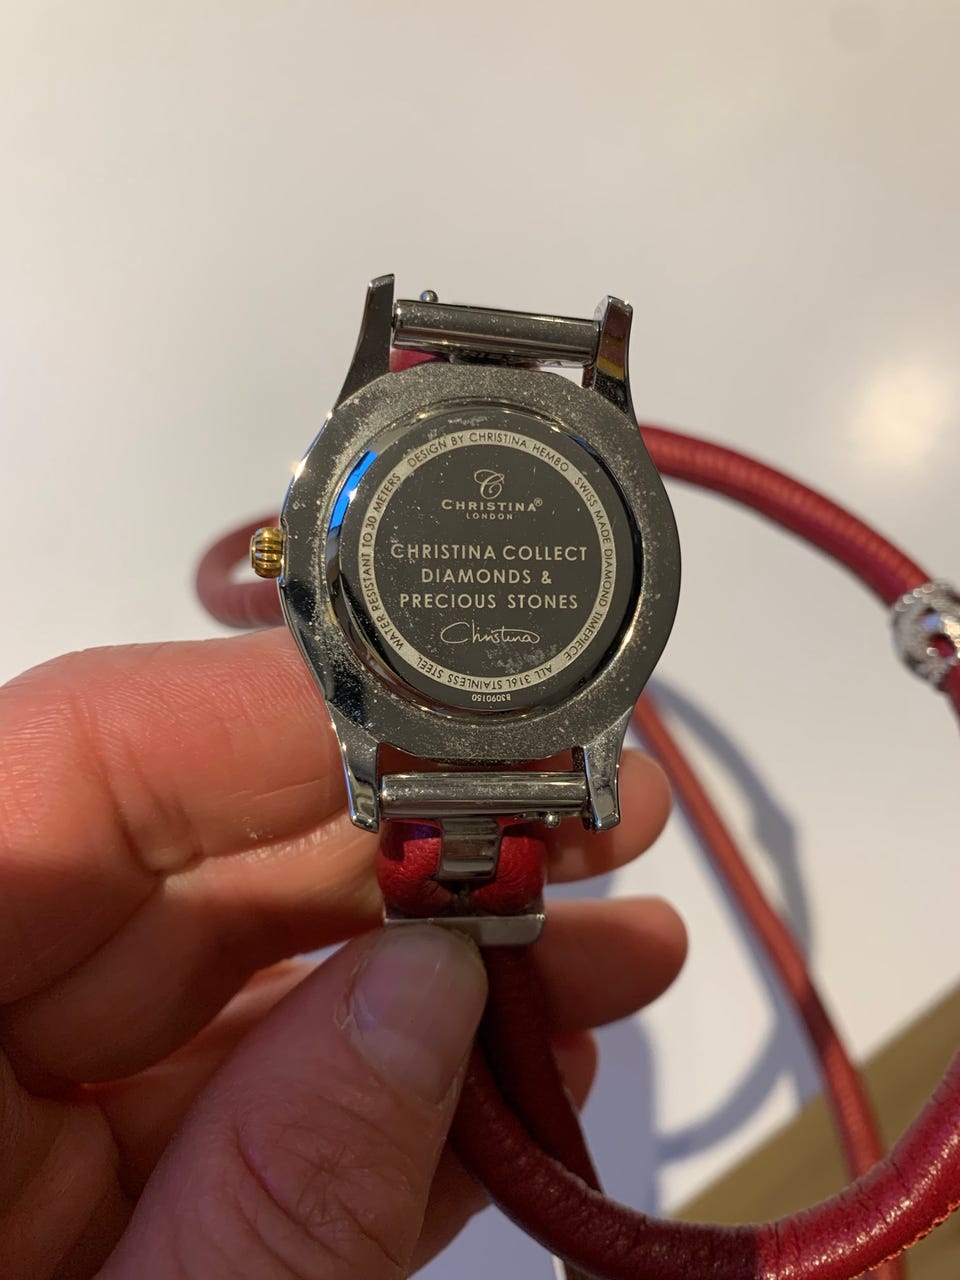 CHRISTINA®
LONDON
CHRISTINA COLLECT
DIAMONDS &
PRECIOUS STONES
Christina
WATER RESISTANT TO 30 METERS
DESIGN BY CHRISTINA HEMBO
SWISS MADE DIAMOND TIMEPIECE
ALL 316L STAINLESS STEEL
83090150